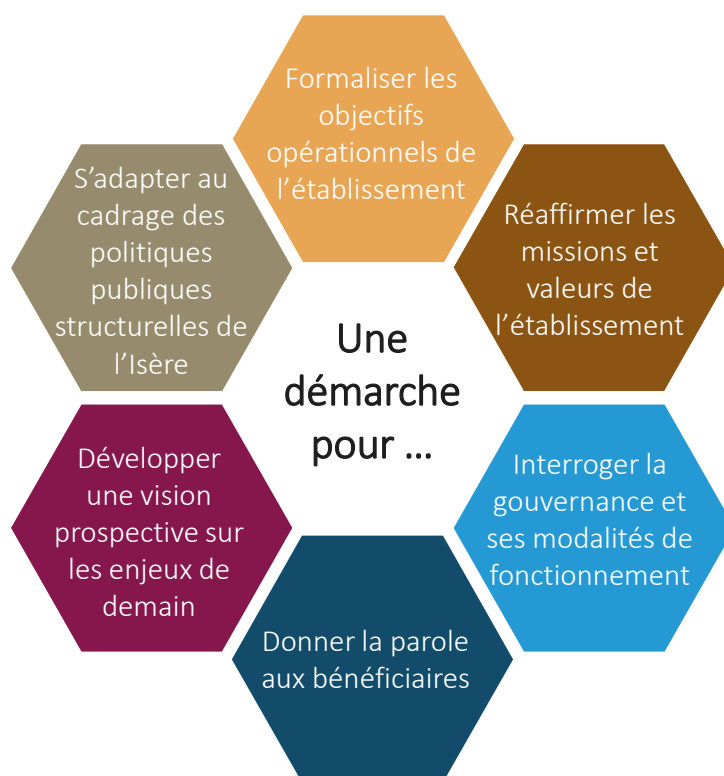 Formaliser les
objectifs
opérationnels de
l’établissement
Réaffirmer les
missions et
valeurs de
l’établissement
Interroger la
gouvernance et
ses modalités de
fonctionnement
Donner la parole
aux bénéficiaires
Développer
une vision
prospective sur
les enjeux de
demain
S’adapter au
cadrage des
politiques
publiques
structurelles de
l’Isère
Une
démarche
pour ...